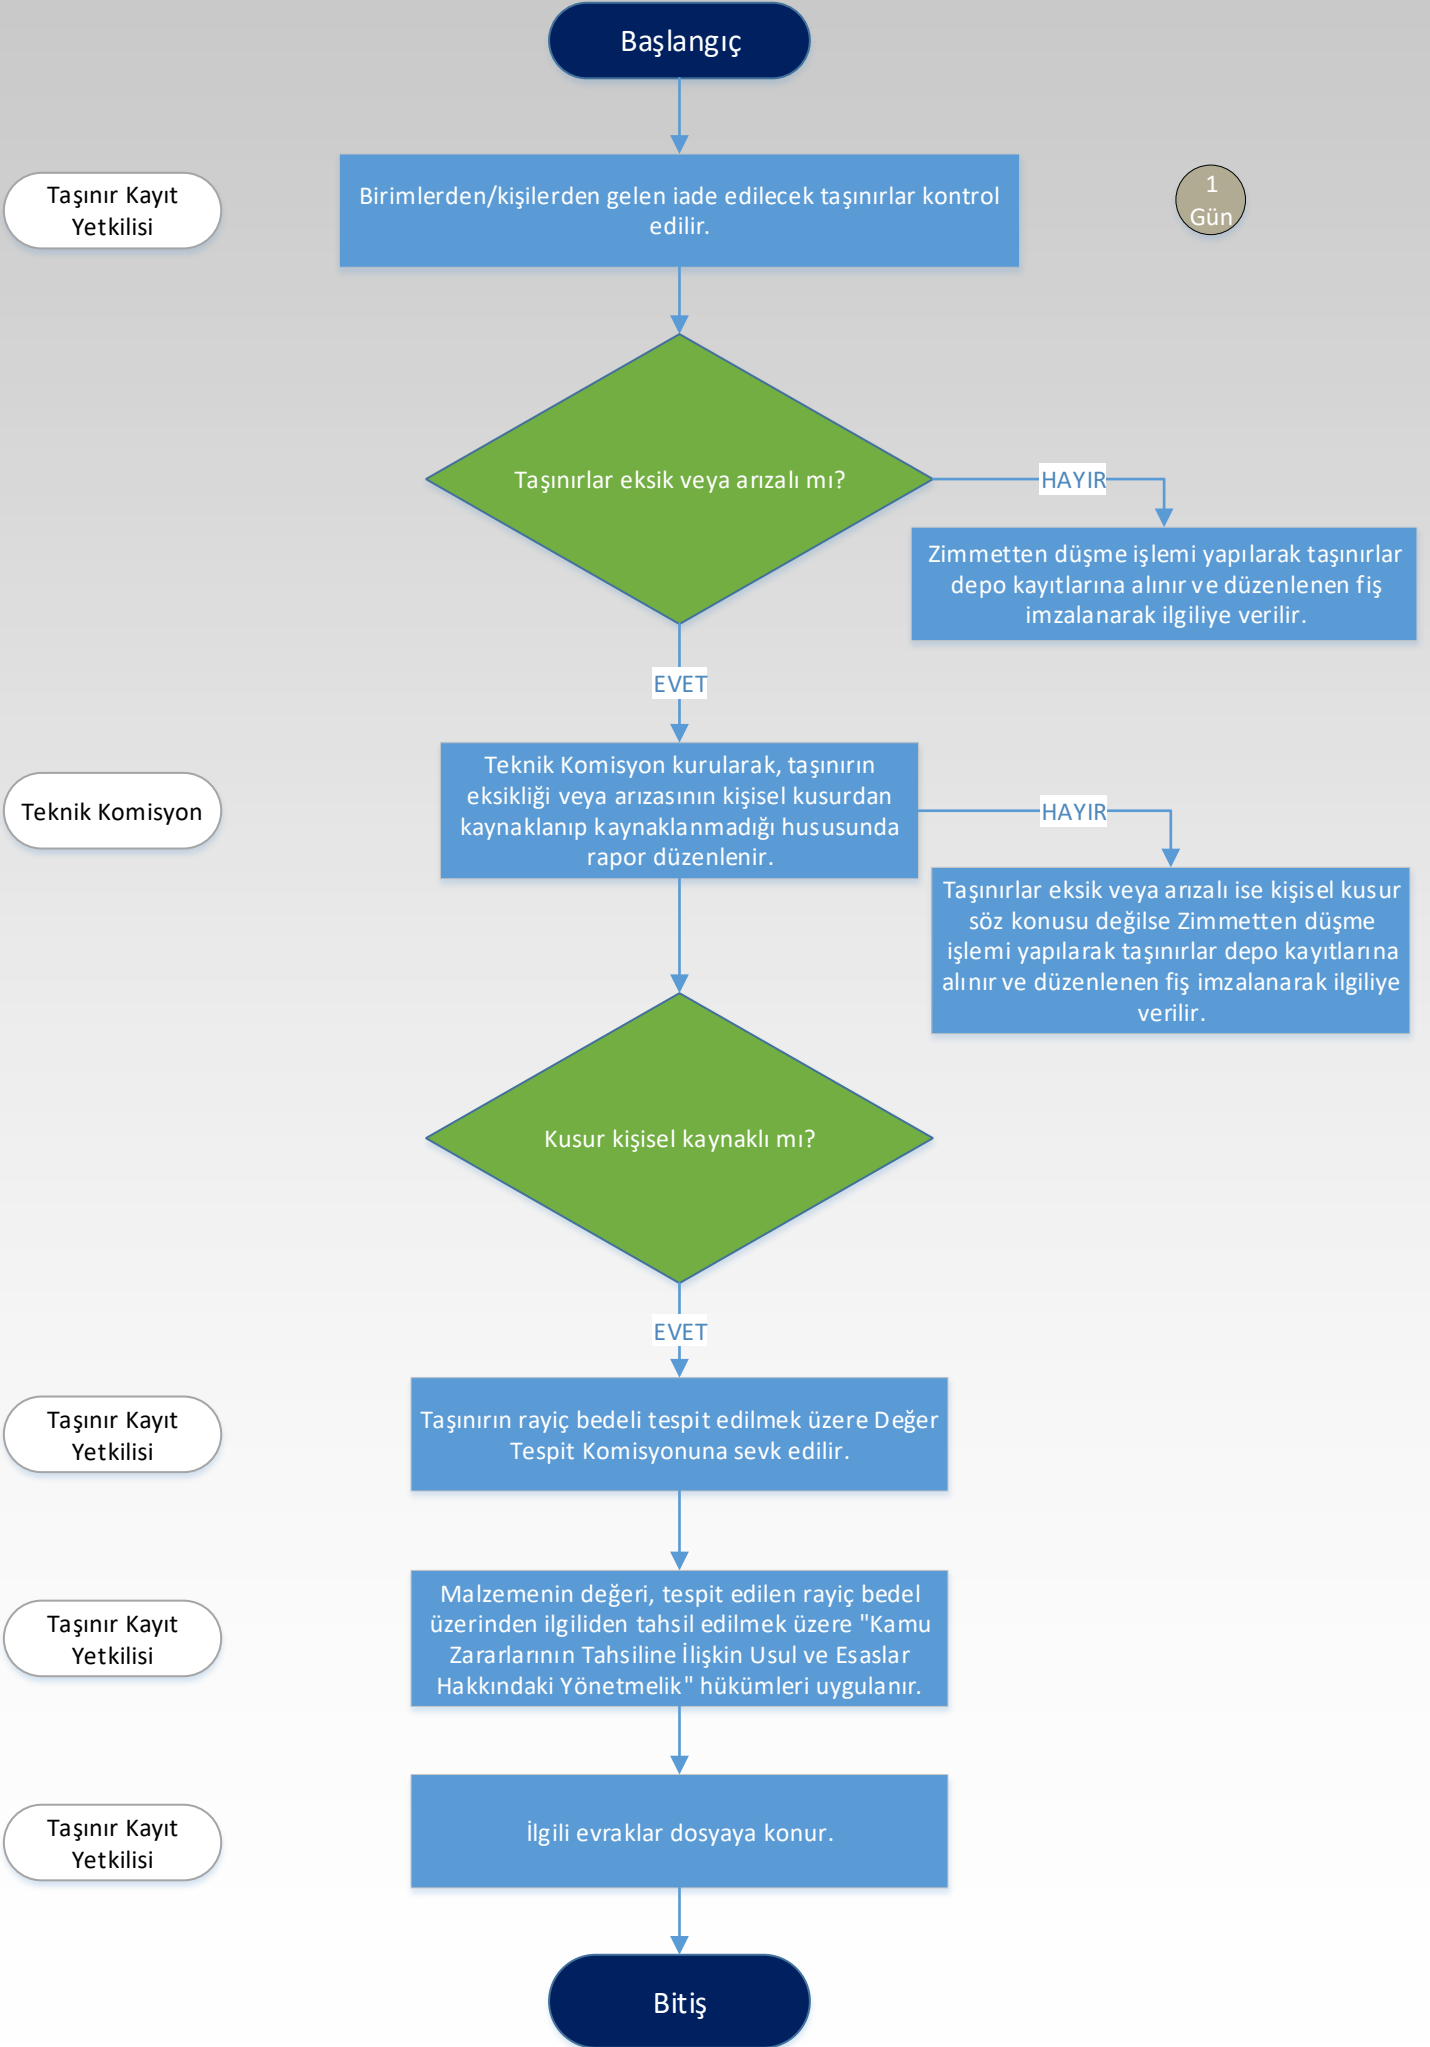 Başlangıç
Taşınır Kayıt
Yetkilisi
Birimlerden/kişilerden gelen iade edilecek taşınırlar kontrol
edilir.
1
Gün
Taşınırlar eksik veya arızalı mı?
HAYIR
Zimmetten düşme işlemi yapılarak taşınırlar
depo kayıtlarına alınır ve düzenlenen fiş
imzalanarak ilgiliye verilir.
EVET
Teknik Komisyon
Teknik Komisyon kurularak, taşınırın
eksikliği veya arızasının kişisel kusurdan
kaynaklanıp kaynaklanmadığı hususunda
rapor düzenlenir.
HAYIR
Taşınırlar eksik veya arızalı ise kişisel kusur
söz konusu değilse Zimmetten düşme
işlemi yapılarak taşınırlar depo kayıtlarına
alınır ve düzenlenen fiş imzalanarak ilgiliye
verilir.
Kusur kişisel kaynaklı mı?
EVET
Taşınır Kayıt
Yetkilisi
Taşınırın rayiç bedeli tespit edilmek üzere Değer
Tespit Komisyonuna sevk edilir.
Taşınır Kayıt
Yetkilisi
Malzemenin değeri, tespit edilen rayiç bedel
üzerinden ilgiliden tahsil edilmek üzere "Kamu
Zararlarının Tahsiline İlişkin Usul ve Esaslar
Hakkındaki Yönetmelik" hükümleri uygulanır.
Taşınır Kayıt
Yetkilisi
İlgili evraklar dosyaya konur.
Bitiş